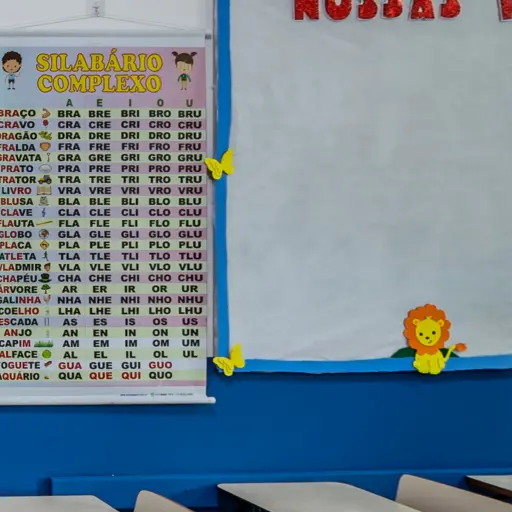 NOSSAS
SILABÁRIO
COMPLEXO
A E I O U
BRAÇO BRA BRE BRI BRO BRU
CRAVO CRA CRE CRI CRO CRU
DRAGÃO DRA DRE DRI DRO DRU
FRALDA FRA FRE FRI FRO FRU
GRAVATA GRA GRE GRI GRO GRU
PRATO PRA PRE PRI PRO PRU
TRATOR TRA TRE TRI TRO TRU
LIVRO VRA VRE VRI VRO VRU
BLUSA BLA BLE BLI BLO BLU
CLAVE CLA CLE CLI CLO CLU
FLAUTA FLA FLE FLI FLO FLU
GLOBO GLA GLE GLI GLO GLU
PLACA PLA PLE PLI PLO PLU
ATLETA TLA TLE TLI TLO TLU
VLADMIR VLA VLE VLI VLO VLU
CHAPÉU CHA CHE CHI CHO CHU
ÁRVORE AR ER IR OR UR
GALINHA NHA NHE NHI NHO NHU
COELHO LHA LHE LHI LHO LHU
ESCADA AS ES IS OS US
ANJO AN EN IN ON UN
CAPIM AM EM IM OM UM
ALFACE AL EL IL OL UL
FOGUETE GUA GUE GUI GUO
AQUÁRIO QUA QUE QUI QUO